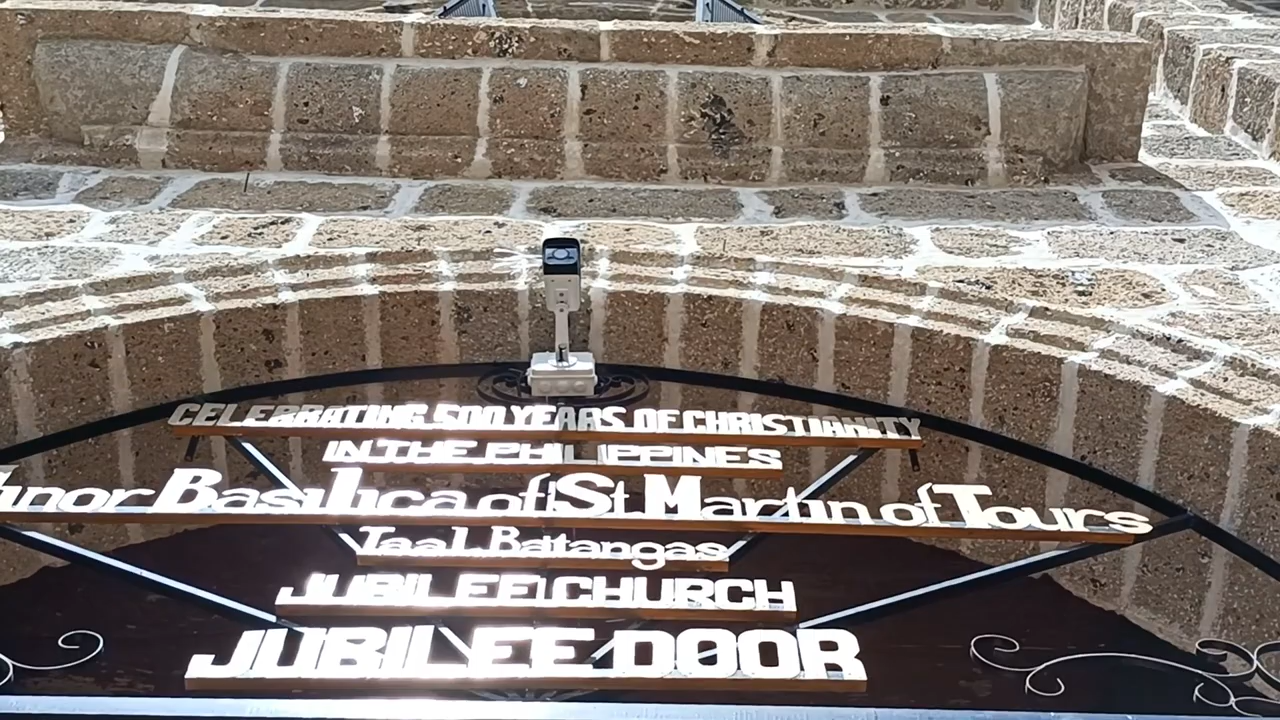 CELEBRATING 500 YEARS OF CHRISTIANITY
IN THE PHILIPPINES
inor Basilica of St Martin of Tours
Taal, Batangas
JUBILEE CHURCH
JUBILEE DOOR